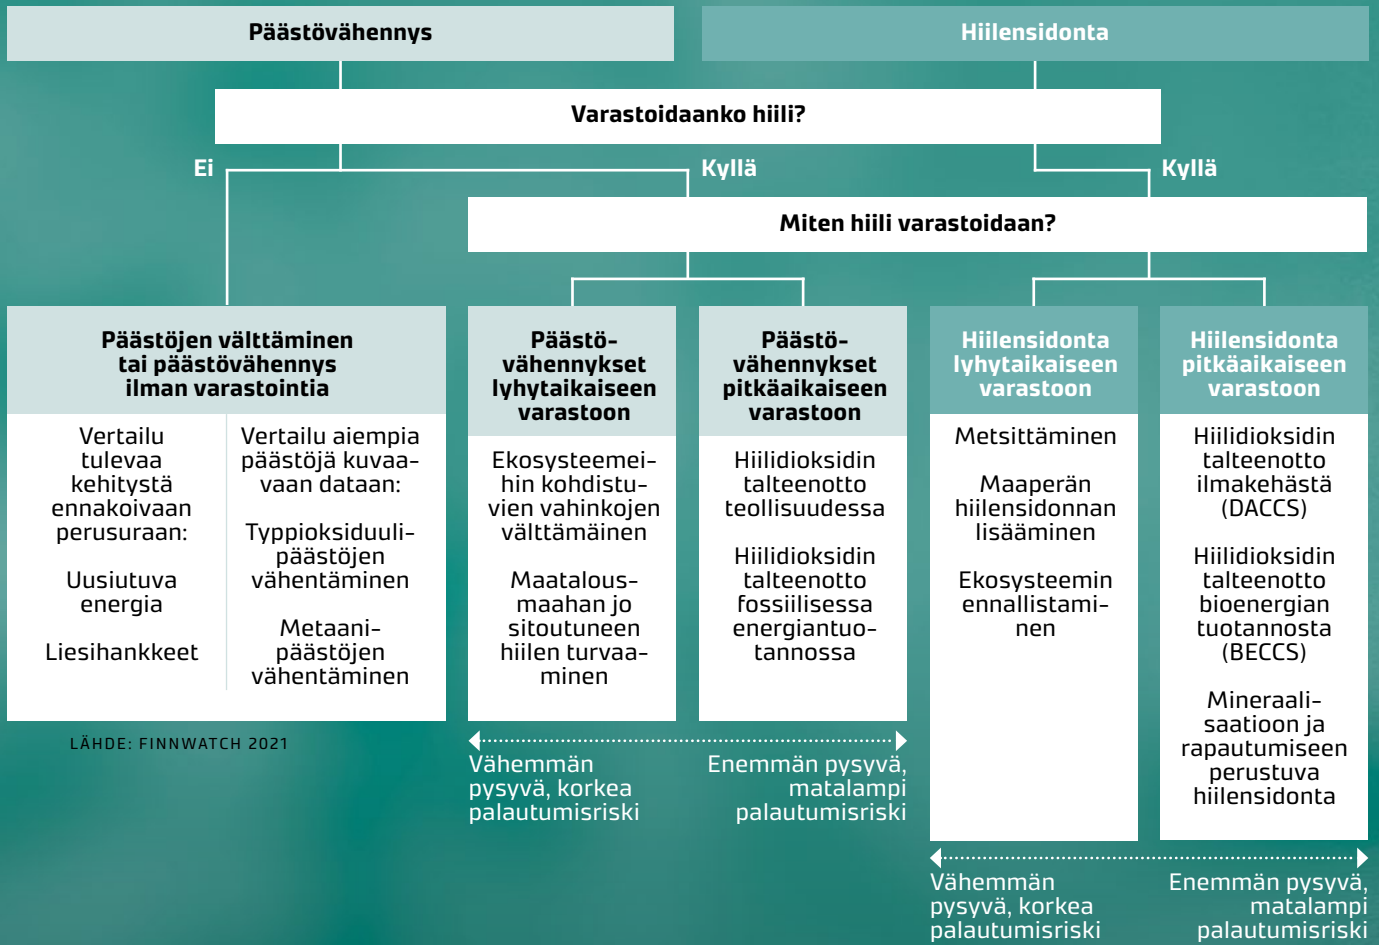 Päästövähennys
Hiilensidonta
Varastoidaanko hiili?
Ei
Kyllä
Kyllä
Miten hiili varastoidaan?
Päästöjen välttäminen
tai päästövähennys
ilman varastointia
Vertailu
tulevaa
kehitystä
ennakoivaan
perusuraan:
Uusiutuva
energia
Liesihankkeet
Vertailu aiempia
päästöjä kuvaa-
vaan dataan:
Typpioksiduuli-
päästöjen
vähentäminen
Metaani-
päästöjen
vähentäminen
Päästö-
vähennykset
lyhytaikaiseen
varastoon
Ekosysteemei-
hin kohdistu-
vien vahinkojen
välttämäinen
Maatalous-
maahan jo
sitoutuneen
hiilen turvaa-
minen
Päästö-
vähennykset
pitkäaikaiseen
varastoon
Hiilidioksidin
talteenotto
teollisuudessa
Hiilidioksidin
talteenotto
fossiilisessa
energiantuo-
tannossa
Hiilensidonta
lyhytaikaiseen
varastoon
Metsittäminen
Maaperän
hiilensidonnan
lisääminen
Ekosysteemin
ennallistami-
nen
Hiilensidonta
pitkäaikaiseen
varastoon
Hiilidioksidin
talteenotto
ilmakehästä
(DACCS)
Hiilidioksidin
talteenotto
bioenergian
tuotannosta
(BECCS)
Mineraali-
saatioon ja
rapautumiseen
perustuva
hiilensidonta
LÄHDE: FINNWATCH 2021
Vähemmän
pysyvä, korkea
palautumisriski
Enemmän pysyvä,
matalampi
palautumisriski
Vähemmän
pysyvä, korkea
palautumisriski
Enemmän pysyvä,
matalampi
palautumisriski